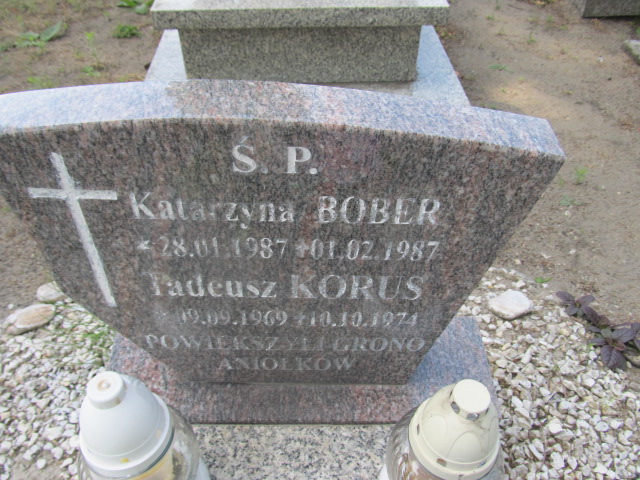 Ś. P.
Katarzyna BOBER
*28.01.1987 +01.02.1987
Tadeusz KORUS
*09.09.1969 +10.10.1974
POWIĘKSZYLI GRONO
ANIOŁKÓW